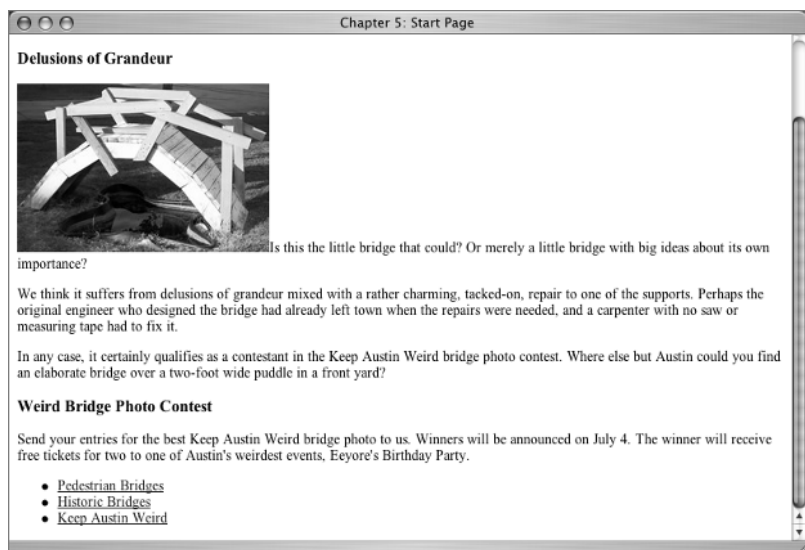 Chapter 5: Start Page
Delusions of Grandeur
Is this the little bridge that could? Or merely a little bridge with big ideas about its own
importance?
We think it suffers from delusions of grandeur mixed with a rather charming, tacked-on, repair to one of the supports. Perhaps the
original engineer who designed the bridge had already left town when the repairs were needed, and a carpenter with no saw or
measuring tape had to fix it.
In any case, it certainly qualifies as a contestant in the Keep Austin Weird bridge photo contest. Where else but Austin could you find
an elaborate bridge over a two-foot wide puddle in a front yard?
Weird Bridge Photo Contest
Send your entries for the best Keep Austin Weird bridge photo to us. Winners will be announced on July 4. The winner will receive
free tickets for two to one of Austin's weirdest events, Eeyore's Birthday Party.
• Pedestrian Bridges
• Historic Bridges
• Keep Austin Weird